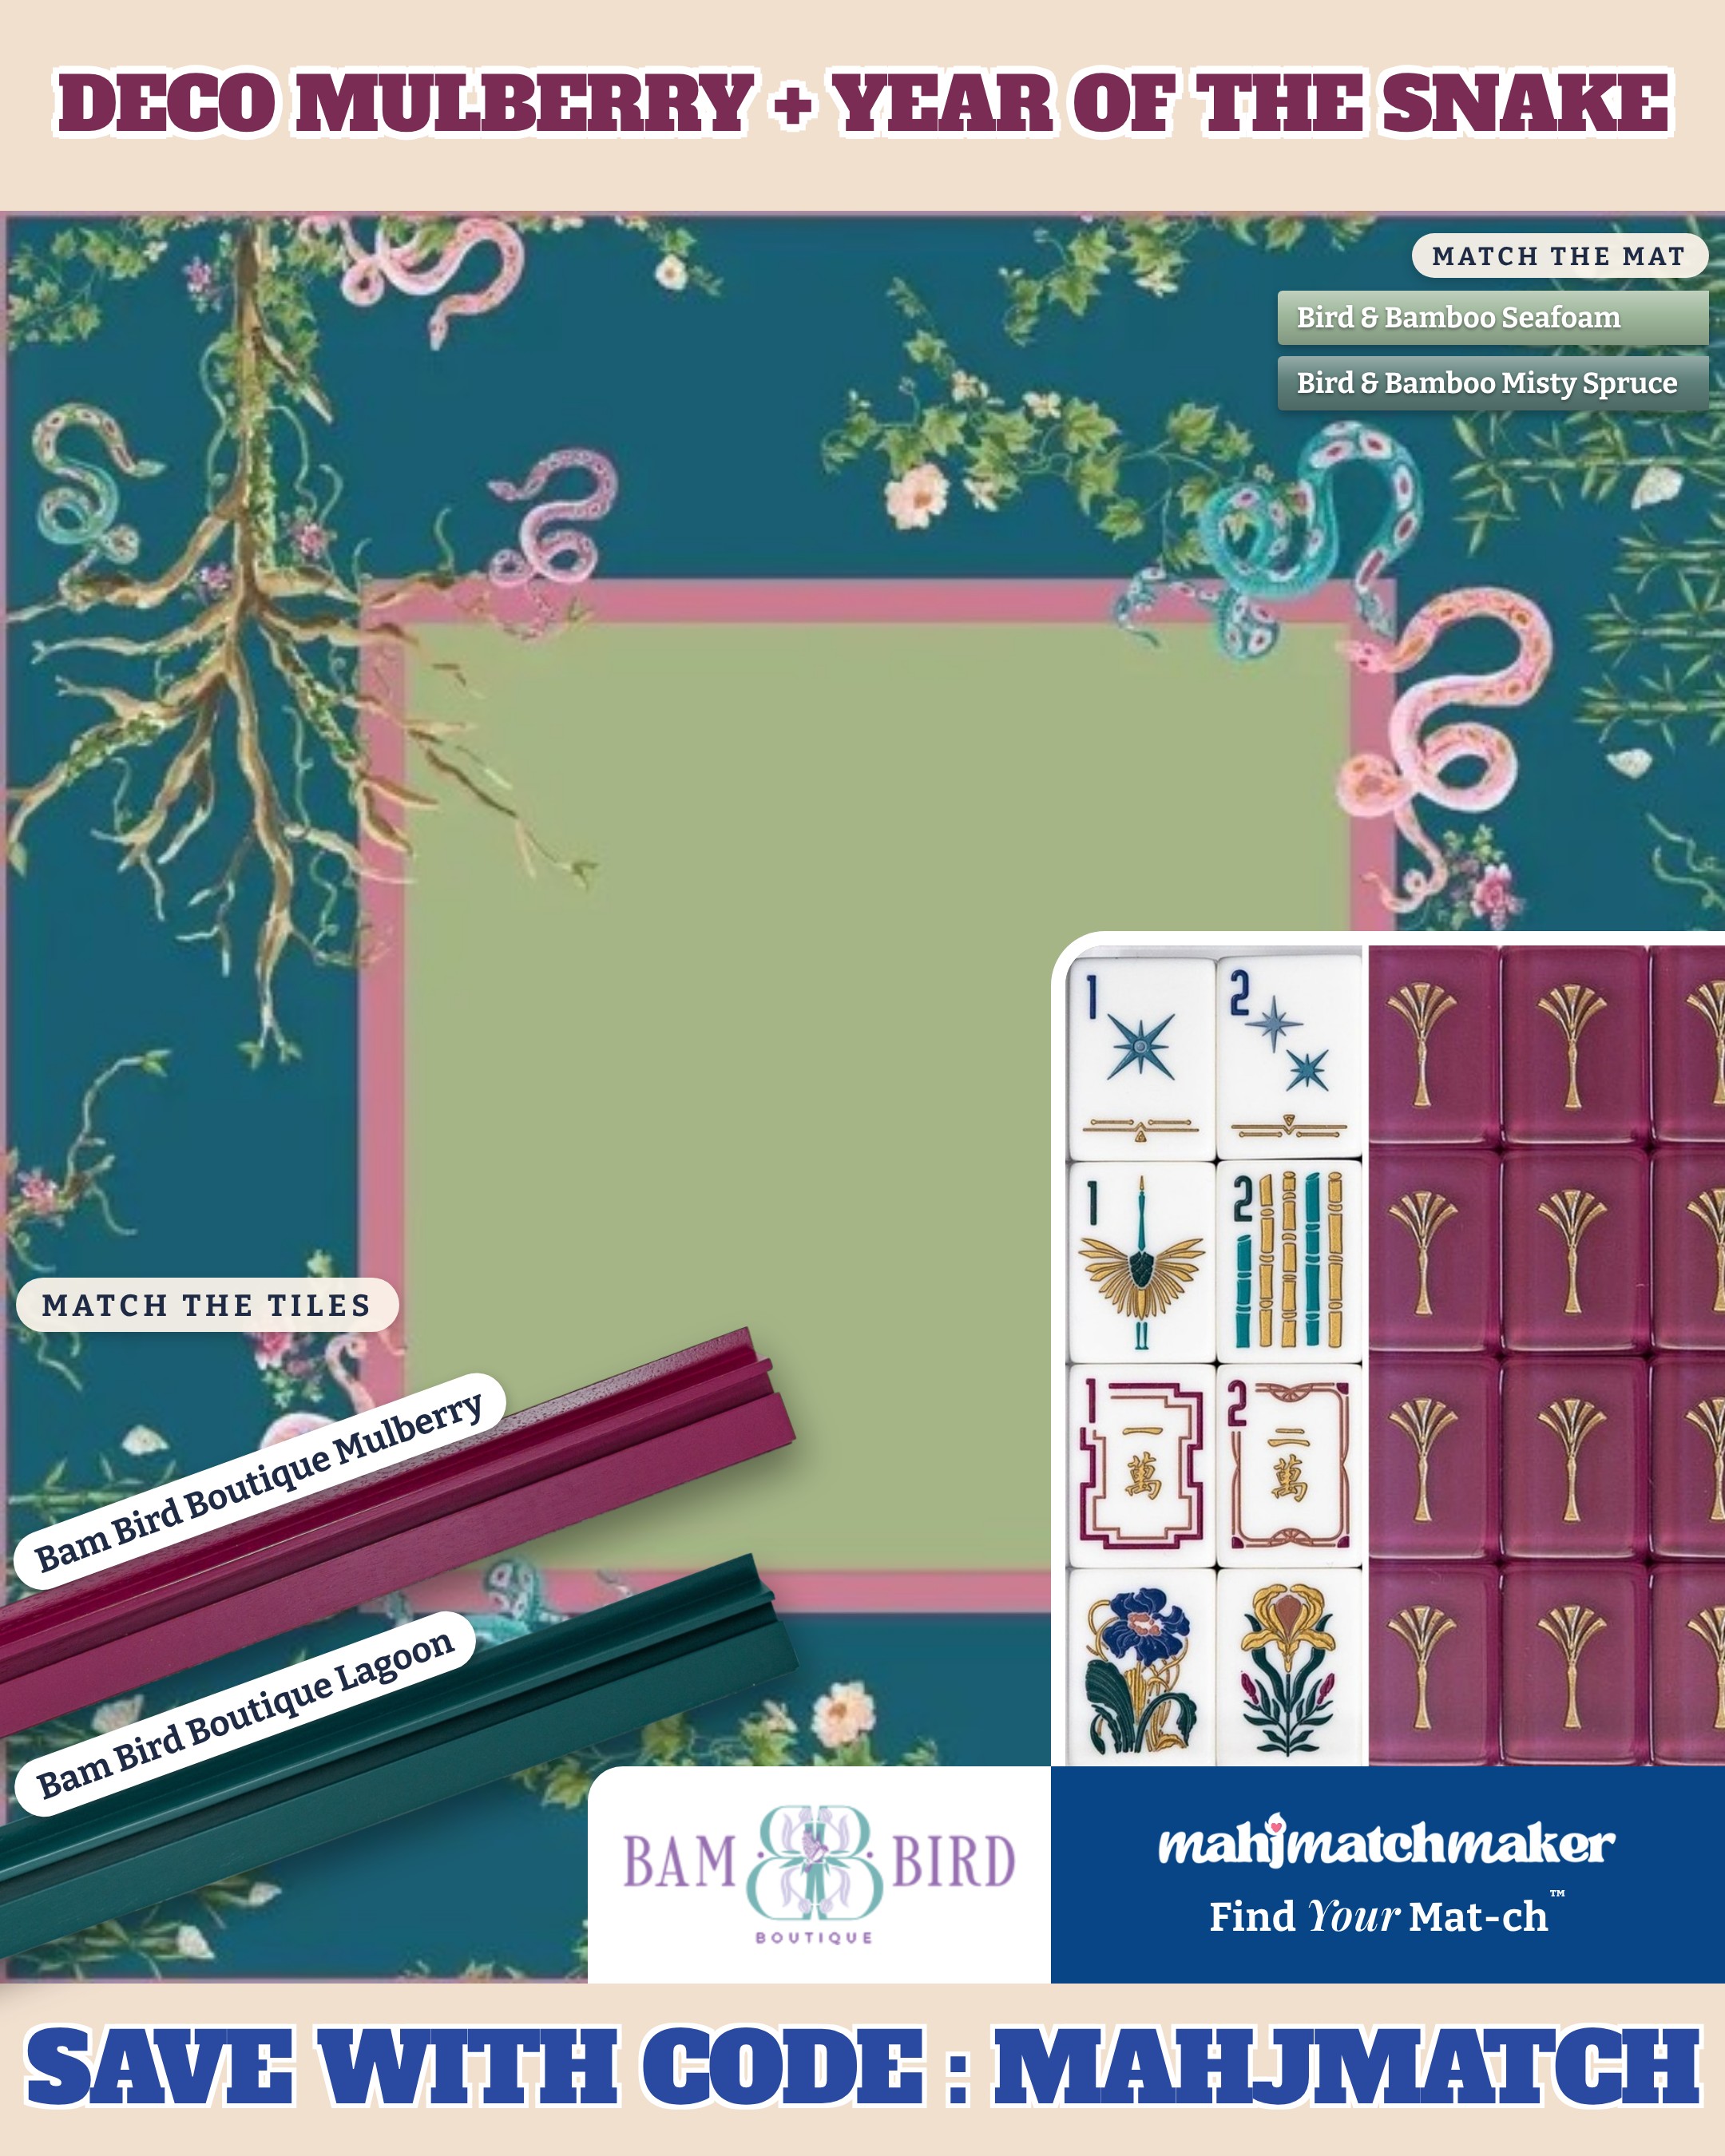 DECO MULBERRY + YEAR OF THE SNAKE
MATCH THE MAT
Bird & Bamboo Seafoam
Bird & Bamboo Misty Spruce
1
2
1
2
1
2
一
萬
二
萬
MATCH THE TILES
Bam Bird Boutique Mulberry
Bam Bird Boutique Lagoon
BAM BIRD
BOUTIQUE
mahjmatchmaker
Find Your Mat-ch™
SAVE WITH CODE : MAHJMATCH